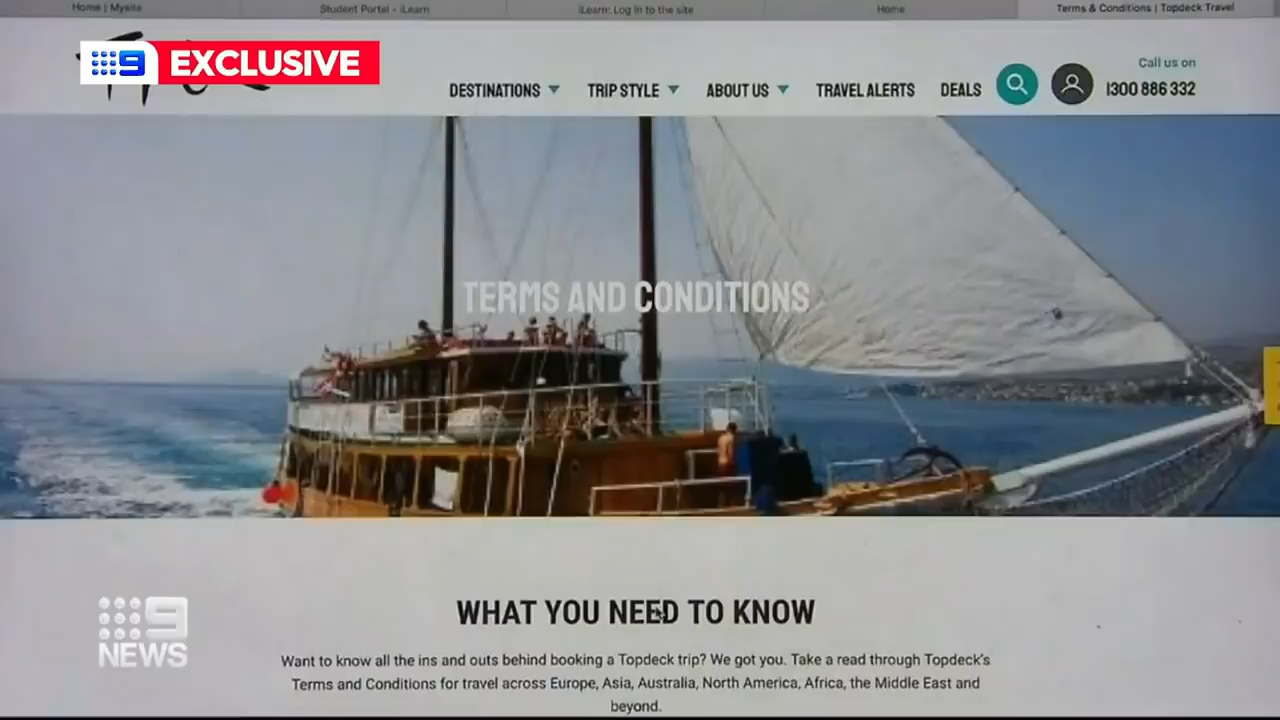 Home | Mysite
Student Portal - iLearn
iLearn: Log in to the site
Home
Terms & Conditions | Topdeck Travel
9 EXCLUSIVE
Call us on
DESTINATIONS
TRIP STYLE
ABOUT US
TRAVEL ALERTS
DEALS
1300 886 332
TERMS AND CONDITIONS
WHAT YOU NEED TO KNOW
Want to know all the ins and outs behind booking a Topdeck trip? We got you. Take a read through Topdeck's
Terms and Conditions for travel across Europe, Asia, Australia, North America, Africa, the Middle East and
beyond.
9
NEWS